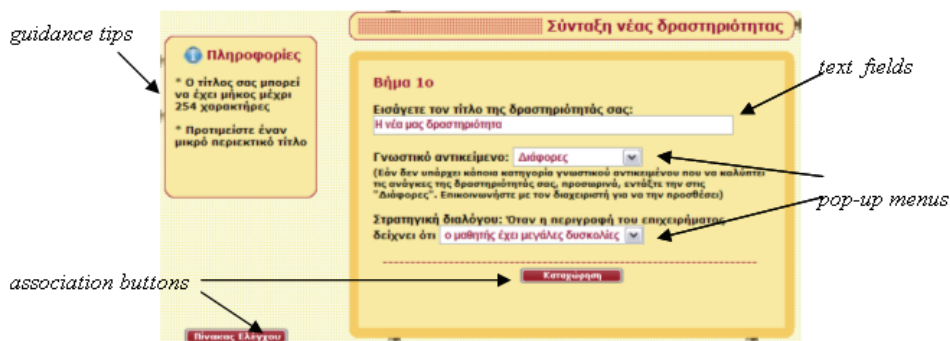 guidance tips
Πληροφορίες
* Ο τίτλος σας μπορεί
να έχει μήκος μέχρι
254 χαρακτήρες
* Προτιμείστε έναν
μικρό περιεκτικό τίτλο
Σύνταξη νέας δραστηριότητας
Βήμα 1ο
text fields
Εισάγετε τον τίτλο της δραστηριότητάς σας:
Η νέα μας δραστηριότητα
Γνωστικό αντικείμενο: Διάφορες
(Εάν δεν υπάρχει κάποια κατηγορία γνωστικού αντικειμένου που να καλύπτει
τις ανάγκες της δραστηριότητάς σας, προσωρινά, εντάξτε την στις
"Διάφορες". Επικοινωνήστε με τον διαχειριστή για να την προσθέσει)
pop-up menus
Στρατηγική διαλόγου: Όταν η περιγραφή του επιχειρήματος
δείχνει ότι ο μαθητής έχει μεγάλες δυσκολίες
association buttons
Καταχώρηση
Πίνακας Ελέγχου